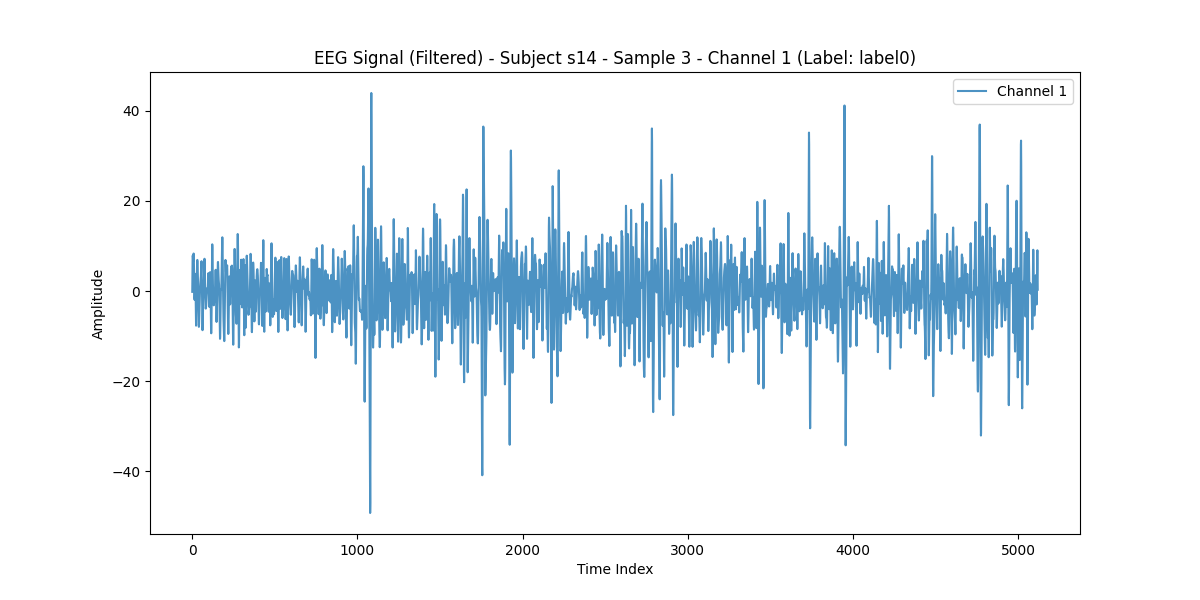 EEG Signal (Filtered) - Subject s14 - Sample 3 - Channel 1 (Label: label0)
Channel 1
40
20
0
−20
−40
Amplitude
0 1000 2000 3000 4000 5000
Time Index